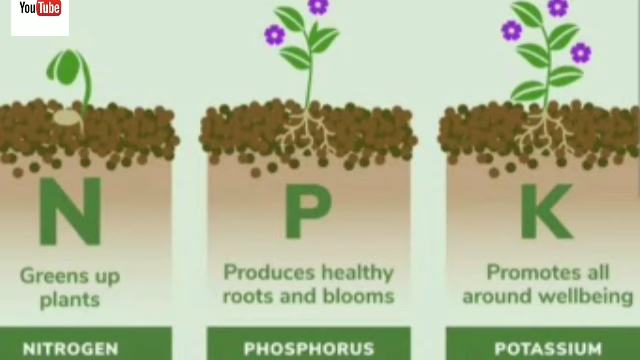 YouTube
N
Greens up
plants
NITROGEN
P
Produces healthy
roots and blooms
PHOSPHORUS
K
Promotes all
around wellbeing
POTASSIUM